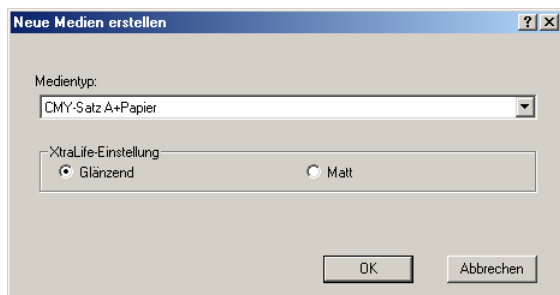 Neue Medien erstellen
Medientyp:
CMY-Satz A+Papier
XtraLife-Einstellung
Glänzend Matt
OK Abbrechen